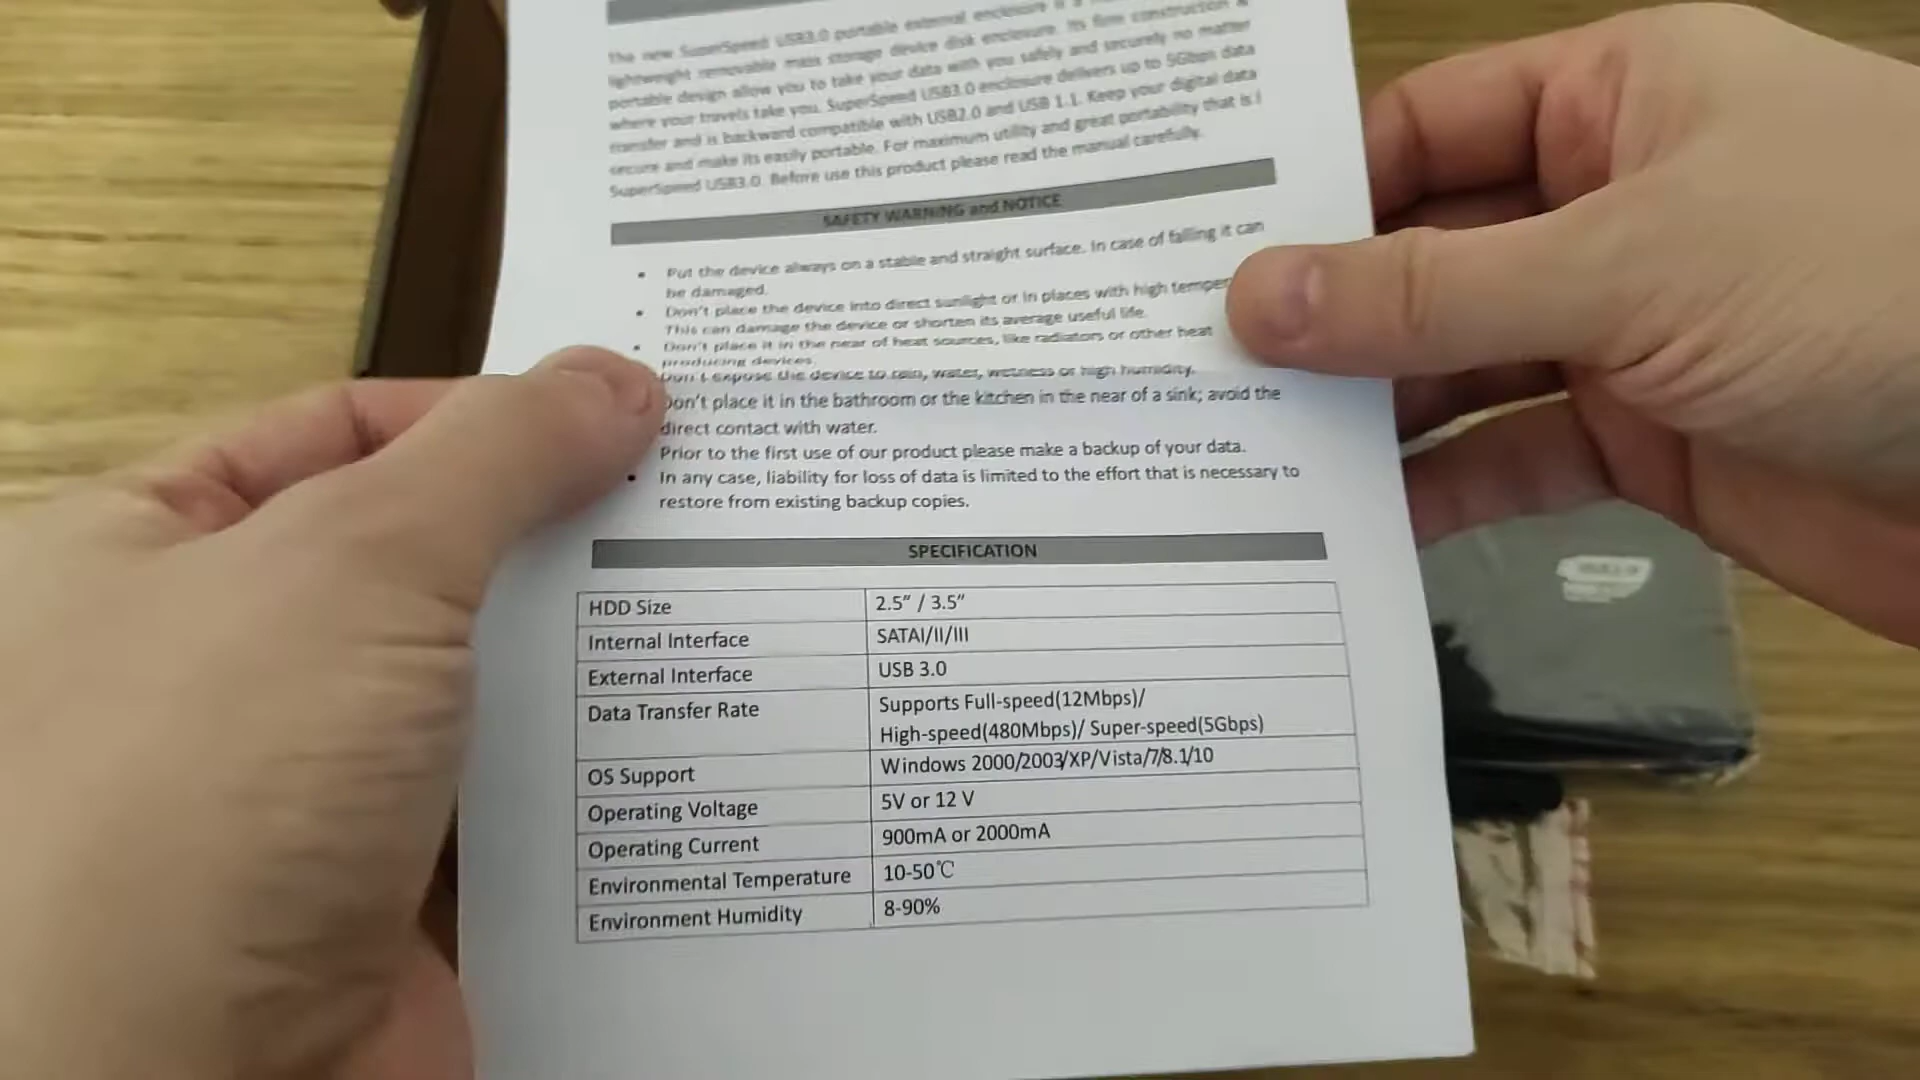 The new SuperSpeed USB3.0 portable external enclosure is a
lightweight removable mass storage device disk enclosure. Its firm construction &
portable design allow you to take your data with you safely and securely no matter
where your travels take you. SuperSpeed USB3.0 enclosure delivers up to 5Gbps data
transfer and is backward compatible with USB2.0 and USB 1.1. Keep your digital data
secure and make its easily portable. For maximum utility and great portability that is
SuperSpeed USB3.0. Before use this product please read the manual carefully.
SAFETY WARNING and NOTICE
• Put the device always on a stable and straight surface. In case of falling it can
be damaged.
• Don't place the device into direct sunlight or in places with high
This can damage the device or shorten its average useful life.
• Don't place it in the near of heat sources, like radiators or other heat
producing devices.
Don't expose the device to rain, water, wetness or high humidity.
Don't place it in the bathroom or the kitchen in the near of a sink; avoid the
direct contact with water.
Prior to the first use of our product please make a backup of your data.
• In any case, liability for loss of data is limited to the effort that is necessary to
restore from existing backup copies.
SPECIFICATION
HDD Size 2.5" / 3.5"
Internal Interface SATAI/II/III
External Interface USB 3.0
Data Transfer Rate Supports Full-speed(12Mbps)/
High-speed(480Mbps)/ Super-speed(5Gbps)
OS Support Windows 2000/2003/XP/Vista/7/8.1/10
Operating Voltage 5V or 12 V
Operating Current 900mA or 2000mA
Environmental Temperature 10-50℃
Environment Humidity 8-90%